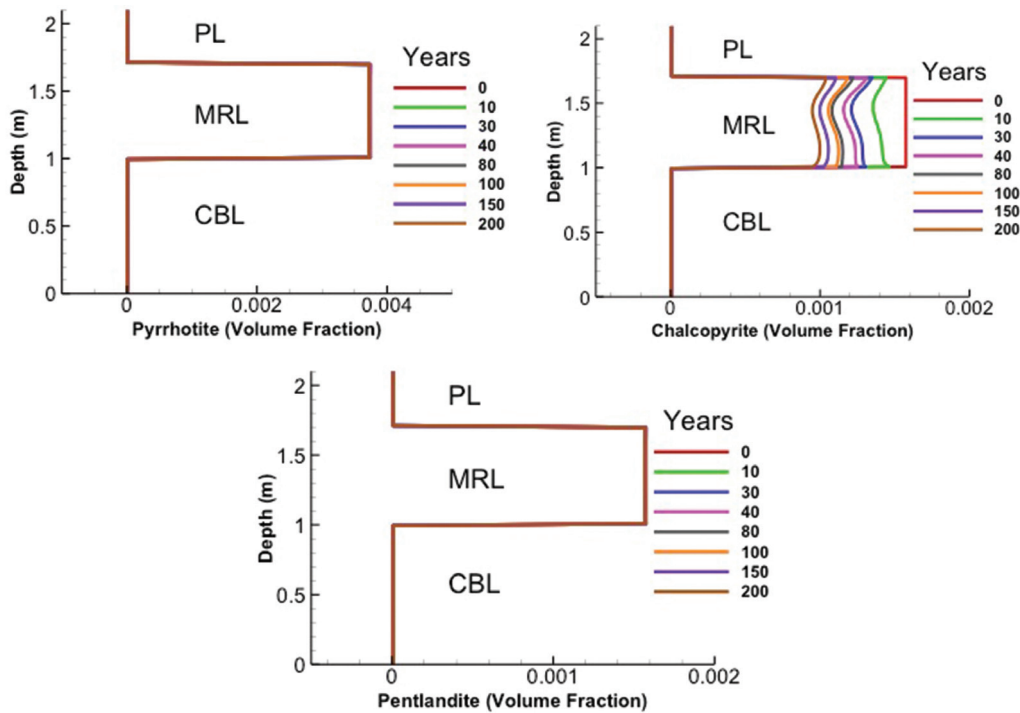 2
1.5
1
0.5
0
Depth (m)
PL
MRL
CBL
0
0.002
0.004
Pyrrhotite (Volume Fraction)
Years
0
10
30
40
80
100
150
200
2
1.5
1
0.5
0
Depth (m)
PL
MRL
CBL
0
0.001
0.002
Chalcopyrite (Volume Fraction)
Years
0
10
30
40
80
100
150
200
2
1.5
1
0.5
0
Depth (m)
PL
MRL
CBL
0
0.001
0.002
Pentlandite (Volume Fraction)
Years
0
10
30
40
80
100
150
200